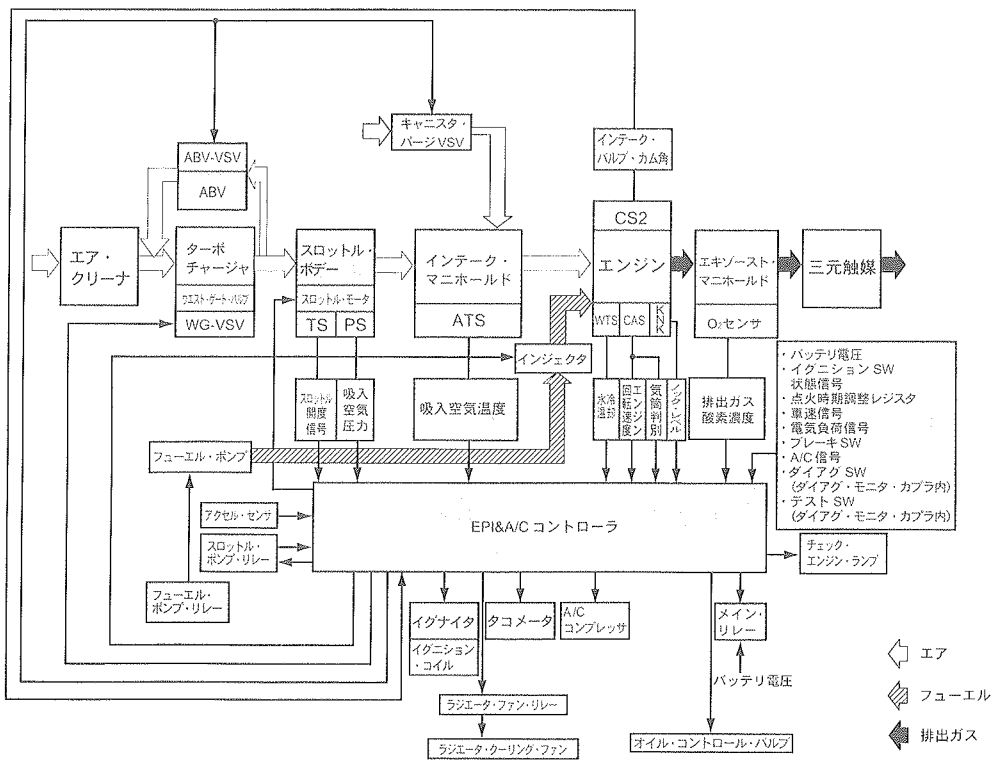 インテーク・
バルブ・カム角
キャニスタ・
パージVSV
ABV-VSV
ABV
CS2
エア・
クリーナ
ターボ
チャージャ
ウエスト・ゲート・バルブ
WG-VSV
スロットル・
ボデー
スロットル・モータ
TS
PS
インテーク・
マニホールド
ATS
エンジン
WTS
CAS
KNK
エキゾースト・
マニホールド
O₂センサ
三元触媒
インジェクタ
スロットル
開度
信号
吸入
空気
圧力
吸入空気温度
水冷
温却
エンジン
回転速度
気筒判別
ノック・レベル
排出ガス
酸素濃度
・バッテリ電圧
・イグニション SW
状態信号
・点火時期調整レジスタ
・車速信号
・電気負荷信号
・ブレーキSW
・A/C 信号
・ダイアグ SW
(ダイアグ・モニタ・カプラ内)
・テスト SW
(ダイアグ・モニタ・カプラ内)
フューエル・ポンプ
アクセル・センサ
スロットル・
ポンプ・リレー
フューエル・
ポンプ・リレー
EPI&A/C コントローラ
チェック・
エンジン・ランプ
イグナイタ
イグニション・
コイル
タコメータ
A/C
コンプレッサ
メイン・
リレー
バッテリ電圧
ラジエータ・ファン・リレー
ラジエータ・クーリング・ファン
オイル・コントロール・バルブ
エア
フューエル
排出ガス